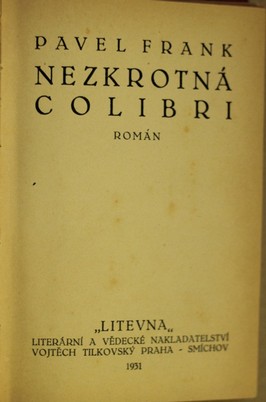 PAVEL FRANK
NEZKROTNÁ
COLIBRI
ROMÁN
„LITEVNA„
LITERÁRNÍ A VĚDECKÉ NAKLADATELSTVÍ
VOJTĚCH TILKOVSKÝ PRAHA - SMÍCHOV
1931